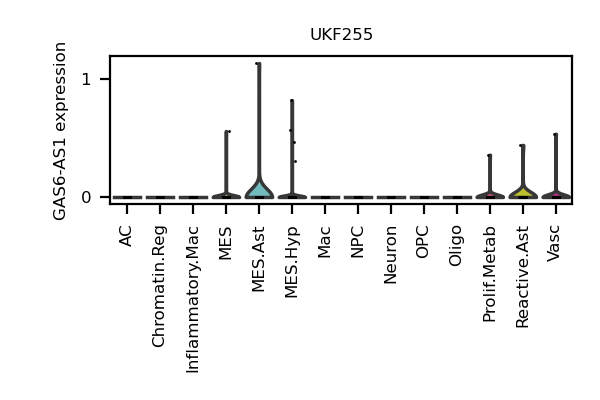 UKF255
GAS6-AS1 expression
1
0
AC
Chromatin.Reg
Inflammatory.Mac
MES
MES.Ast
MES.Hyp
Mac
NPC
Neuron
OPC
Oligo
Prolif.Metab
Reactive.Ast
Vasc